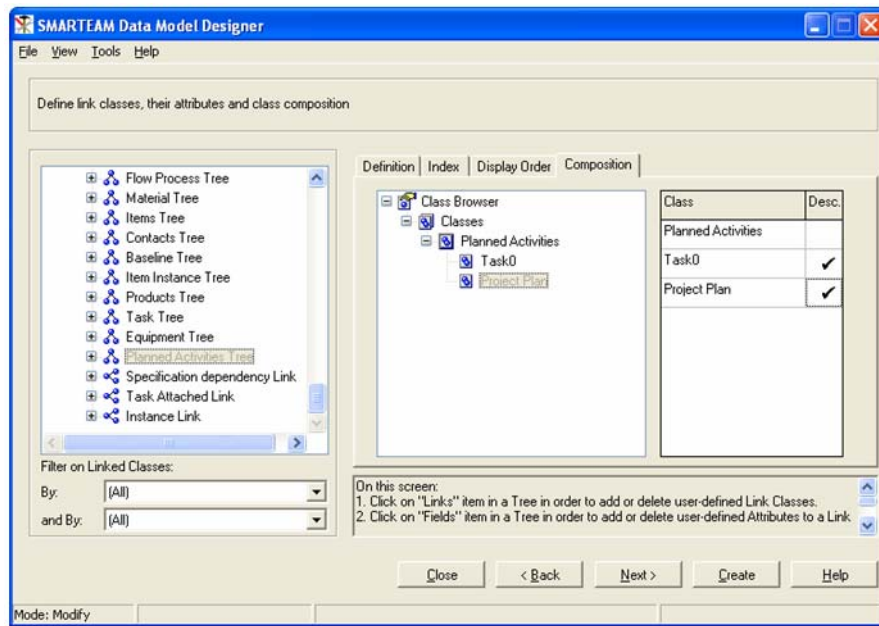 SMARTEAM Data Model Designer
File View Tools Help
Define link classes, their attributes and class composition
Flow Process Tree
Material Tree
Items Tree
Contacts Tree
Baseline Tree
Item Instance Tree
Products Tree
Task Tree
Equipment Tree
Planned Activities Tree
Specification dependency Link
Task Attached Link
Instance Link
Filter on Linked Classes:
By: (All)
and By: (All)
Definition Index Display Order Composition
Class Browser
Classes
Planned Activities
Task0
Project Plan
Class Desc.
Planned Activities
Task0 ✓
Project Plan ✓
On this screen:
1. Click on "Links" item in a Tree in order to add or delete user-defined Link Classes.
2. Click on "Fields" item in a Tree in order to add or delete user-defined Attributes to a Link
Close < Back Next > Create Help
Mode: Modify